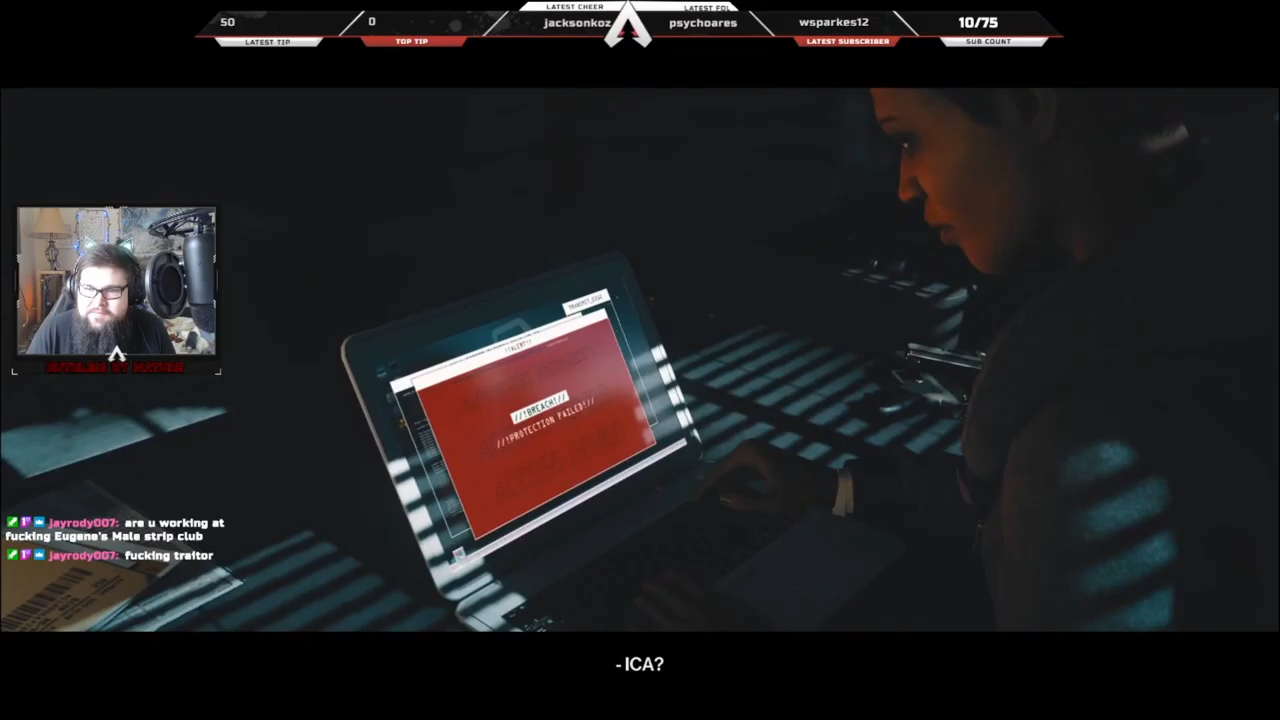 LATEST CHEER
LATEST FOL
50
0
jacksonkoz
psychoares
wsparkes12
10/75
LATEST TIP
TOP TIP
LATEST SUBSCRIBER
SUB COUNT
!!ALERT!!
//!BREACH!//
//!PROTECTION FAILED!//
jayrody007: are u working at
fucking Eugene's Male strip club
jayrody007: fucking traitor
- ICA?